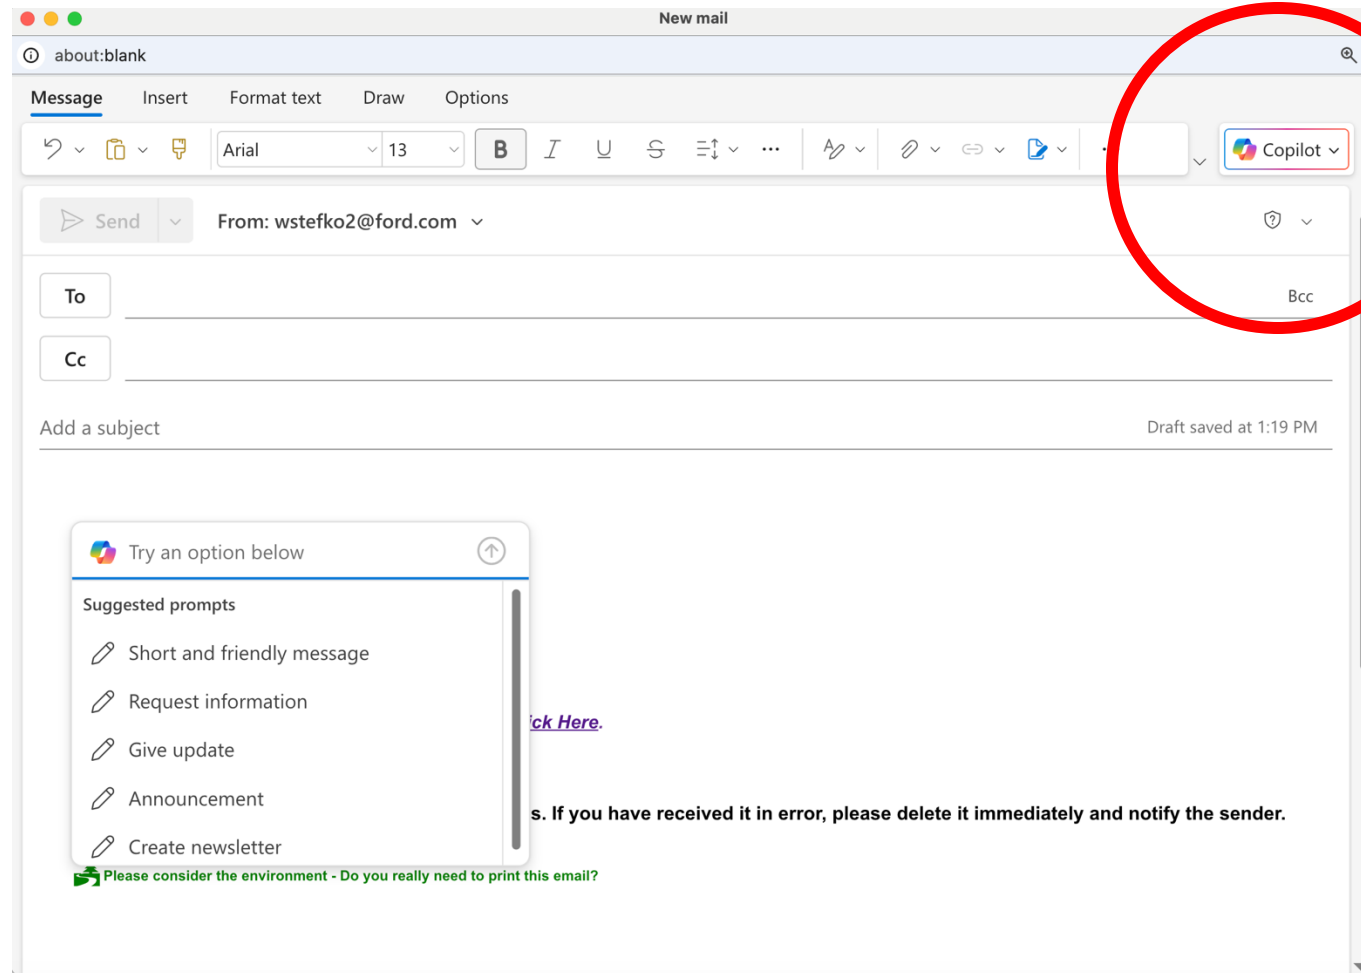 New mail
about:blank
Message Insert Format text Draw Options
Arial 13 B I U S Copilot
Send From: wstefko2@ford.com
To Bcc
Cc
Add a subject Draft saved at 1:19 PM
Try an option below
Suggested prompts
Short and friendly message
Request information
ick Here.
Give update
Announcement
s. If you have received it in error, please delete it immediately and notify the sender.
Create newsletter
Please consider the environment - Do you really need to print this email?